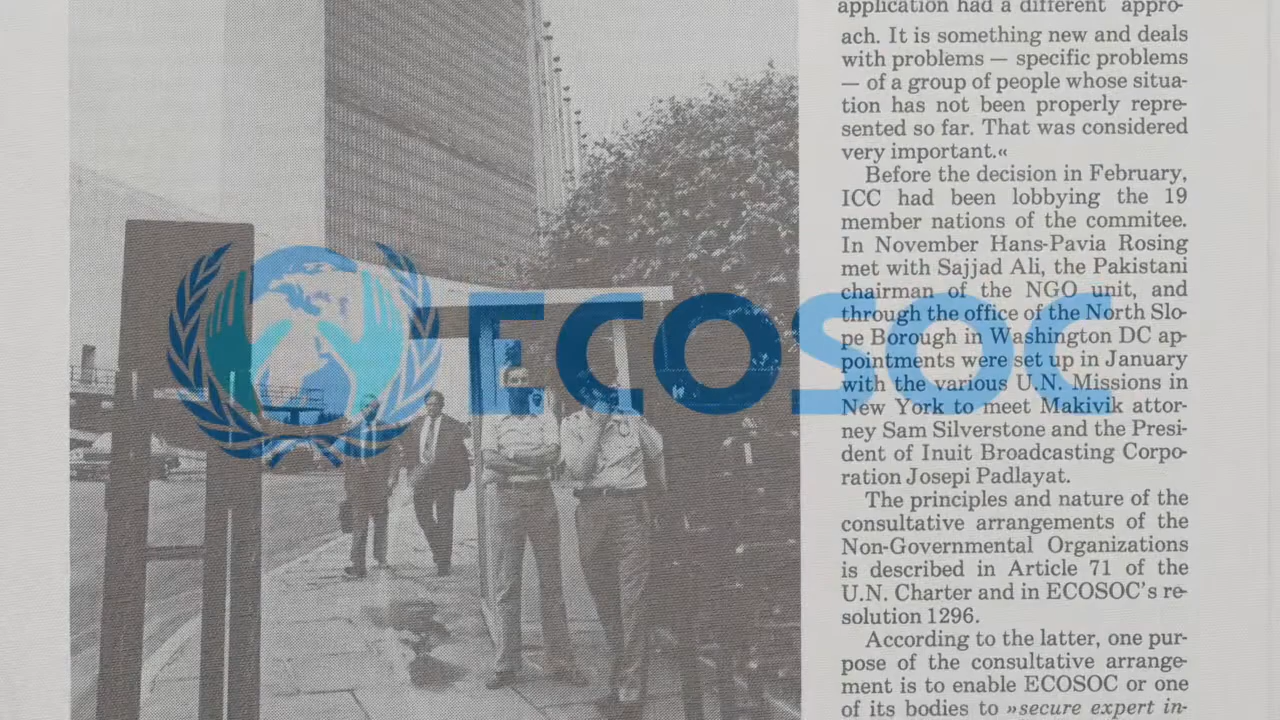 ECOSOC
application had a different appro-
ach. It is something new and deals
with problems — specific problems
— of a group of people whose situa-
tion has not been properly repre-
sented so far. That was considered
very important.«
Before the decision in February,
ICC had been lobbying the 19
member nations of the commitee.
In November Hans-Pavia Rosing
met with Sajjad Ali, the Pakistani
chairman of the NGO unit, and
through the office of the North Slo-
pe Borough in Washington DC ap-
pointments were set up in January
with the various U.N. Missions in
New York to meet Makivik attor-
ney Sam Silverstone and the Presi-
dent of Inuit Broadcasting Corpo-
ration Josepi Padlayat.
The principles and nature of the
consultative arrangements of the
Non-Governmental Organizations
is described in Article 71 of the
U.N. Charter and in ECOSOC's re-
solution 1296.
According to the latter, one pur-
pose of the consultative arrange-
ment is to enable ECOSOC or one
of its bodies to »secure expert in-